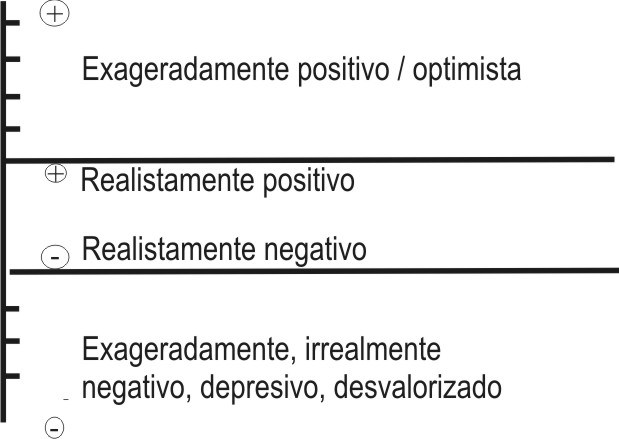 +
Exageradamente positivo / optimista
+ Realistamente positivo
- Realistamente negativo
Exageradamente, irrealmente
negativo, depresivo, desvalorizado
-